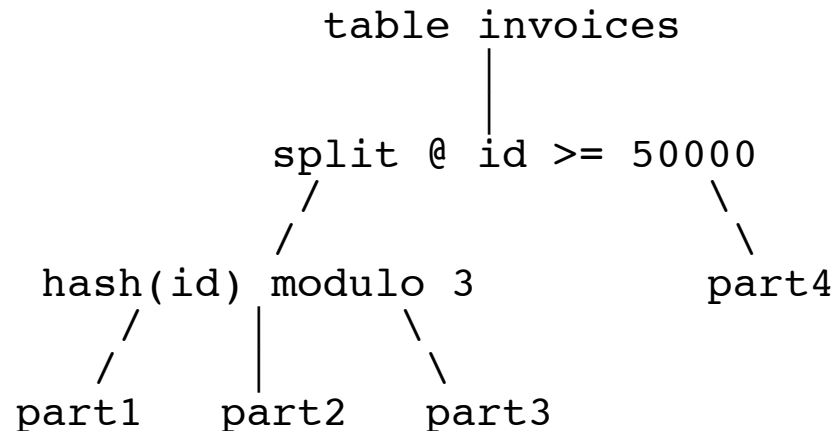 table invoices
split @ id >= 50000
hash(id) modulo 3 part4
part1 part2 part3